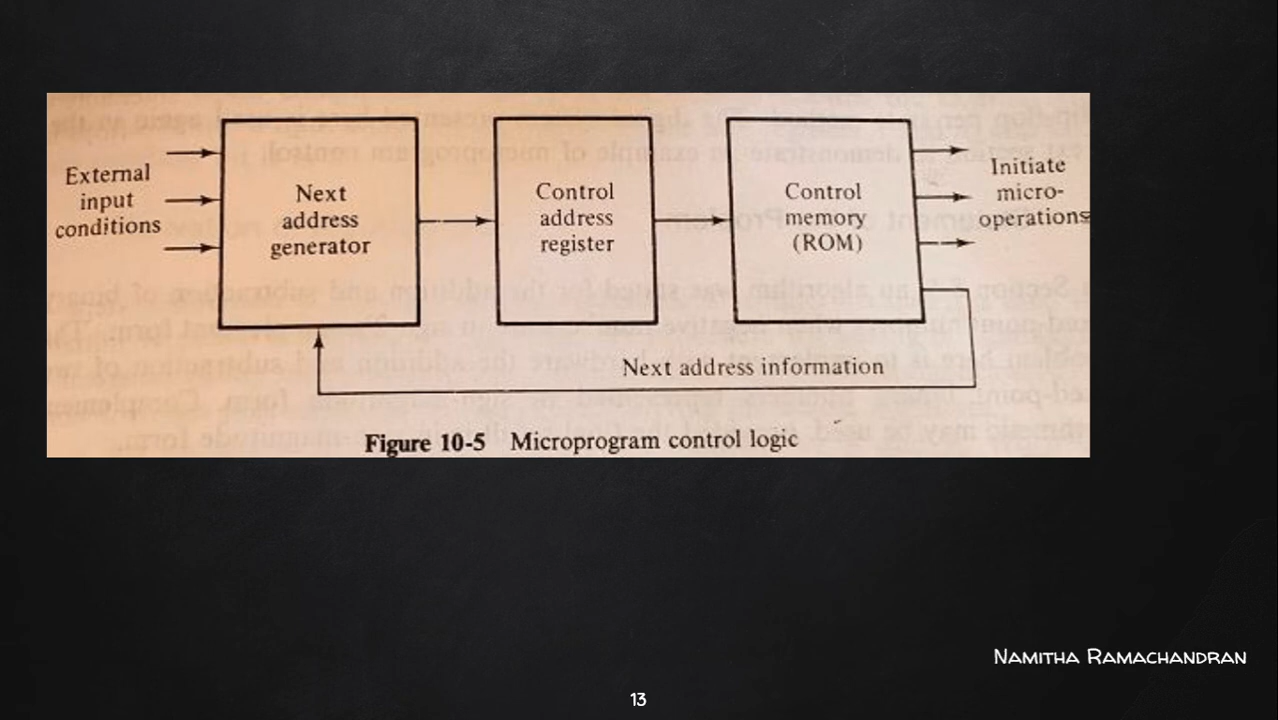 External
input
conditions
Next
address
generator
Control
address
register
Control
memory
(ROM)
Initiate
micro-
operations
Next address information
Figure 10-5 Microprogram control logic
Namitha Ramachandran
13